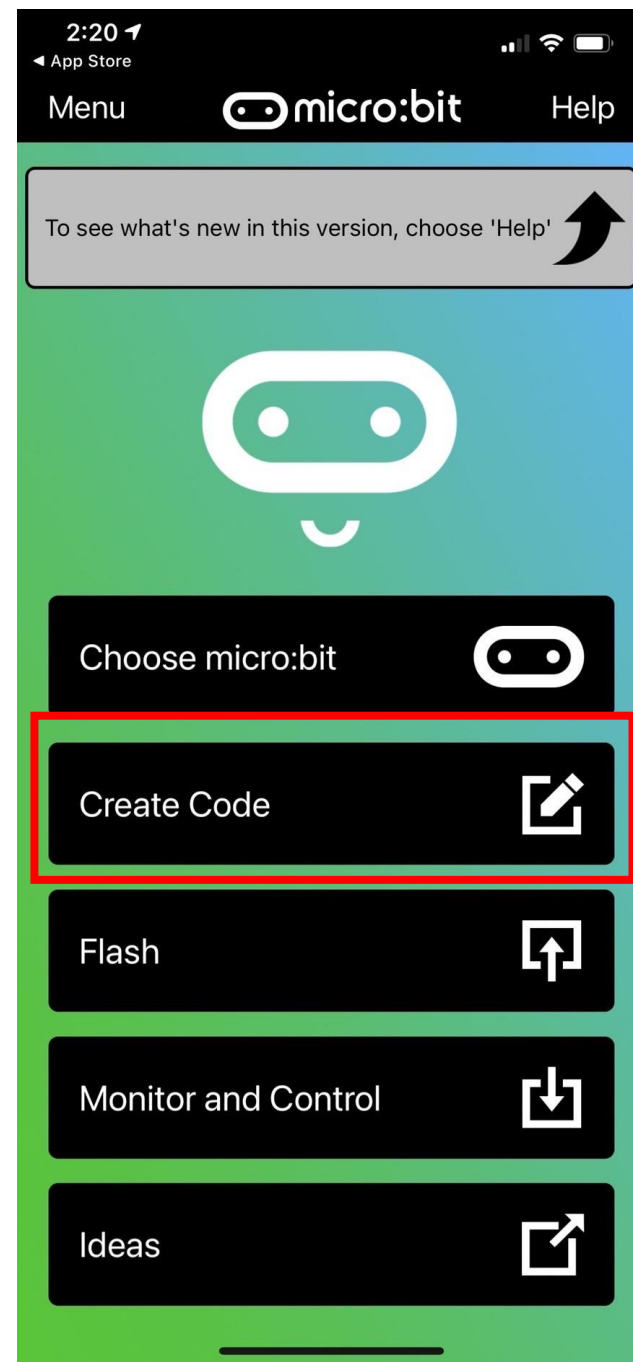 2:20
App Store
Menu micro:bit Help
To see what's new in this version, choose 'Help'
Choose micro:bit
Create Code
Flash
Monitor and Control
Ideas